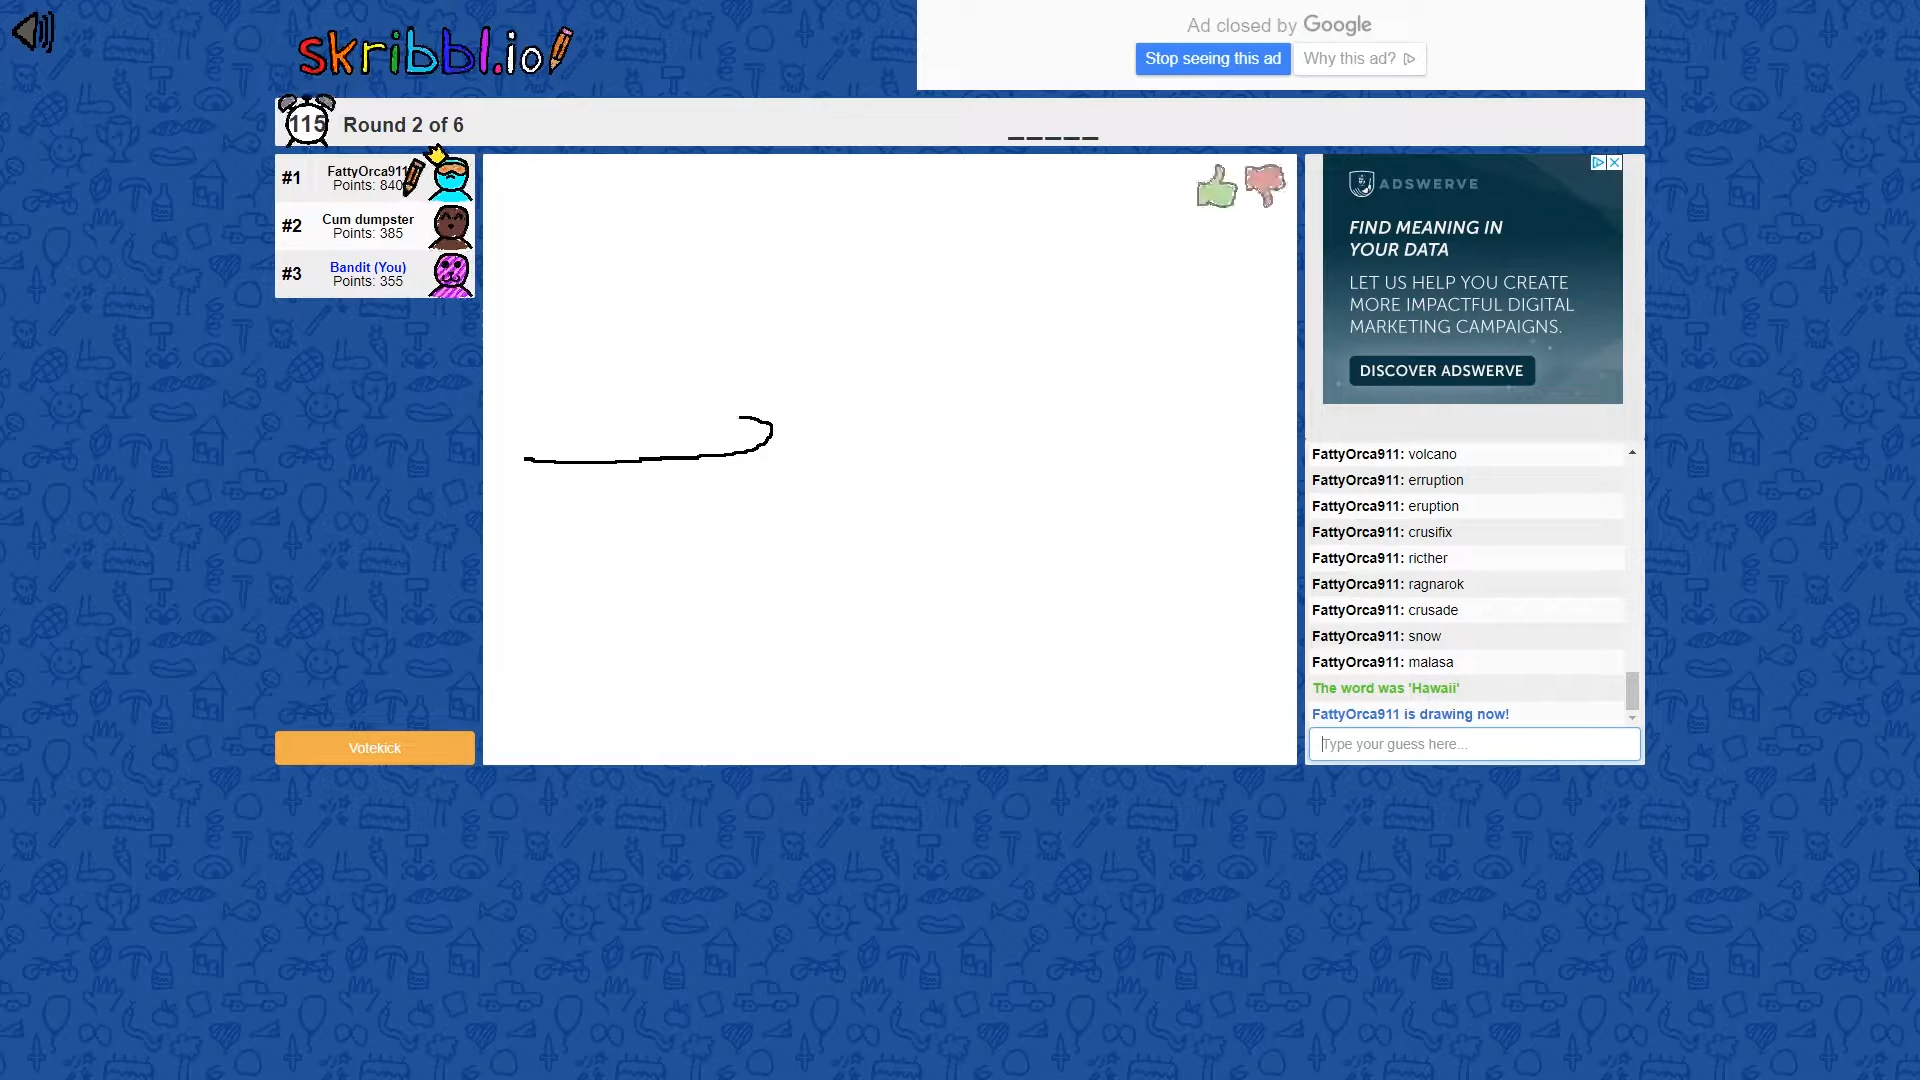 skribbl.io
Ad closed by Google
Stop seeing this ad
Why this ad?
115
Round 2 of 6
_____
#1
FattyOrca911
Points: 840
#2
Cum dumpster
Points: 385
#3
Bandit (You)
Points: 355
Votekick
ADSWERVE
FIND MEANING IN
YOUR DATA
LET US HELP YOU CREATE
MORE IMPACTFUL DIGITAL
MARKETING CAMPAIGNS.
DISCOVER ADSWERVE
FattyOrca911: volcano
FattyOrca911: erruption
FattyOrca911: eruption
FattyOrca911: crusifix
FattyOrca911: ricther
FattyOrca911: ragnarok
FattyOrca911: crusade
FattyOrca911: snow
FattyOrca911: malasa
The word was 'Hawaii'
FattyOrca911 is drawing now!
Type your guess here...